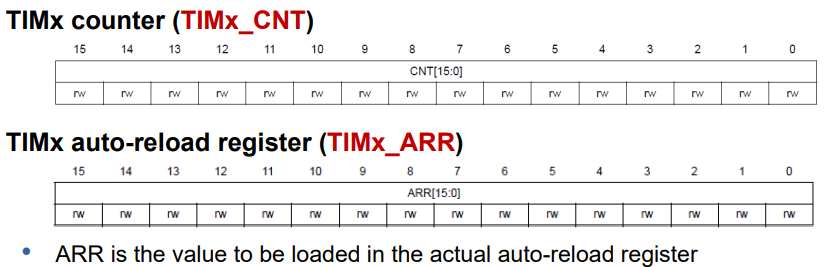 TIMx counter (TIMx_CNT)
15 14 13 12 11 10 9 8 7 6 5 4 3 2 1 0
CNT[15:0]
rw rw rw rw rw rw rw rw rw rw rw rw rw rw rw rw
TIMx auto-reload register (TIMx_ARR)
15 14 13 12 11 10 9 8 7 6 5 4 3 2 1 0
ARR[15:0]
rw rw rw rw rw rw rw rw rw rw rw rw rw rw rw rw
• ARR is the value to be loaded in the actual auto-reload register